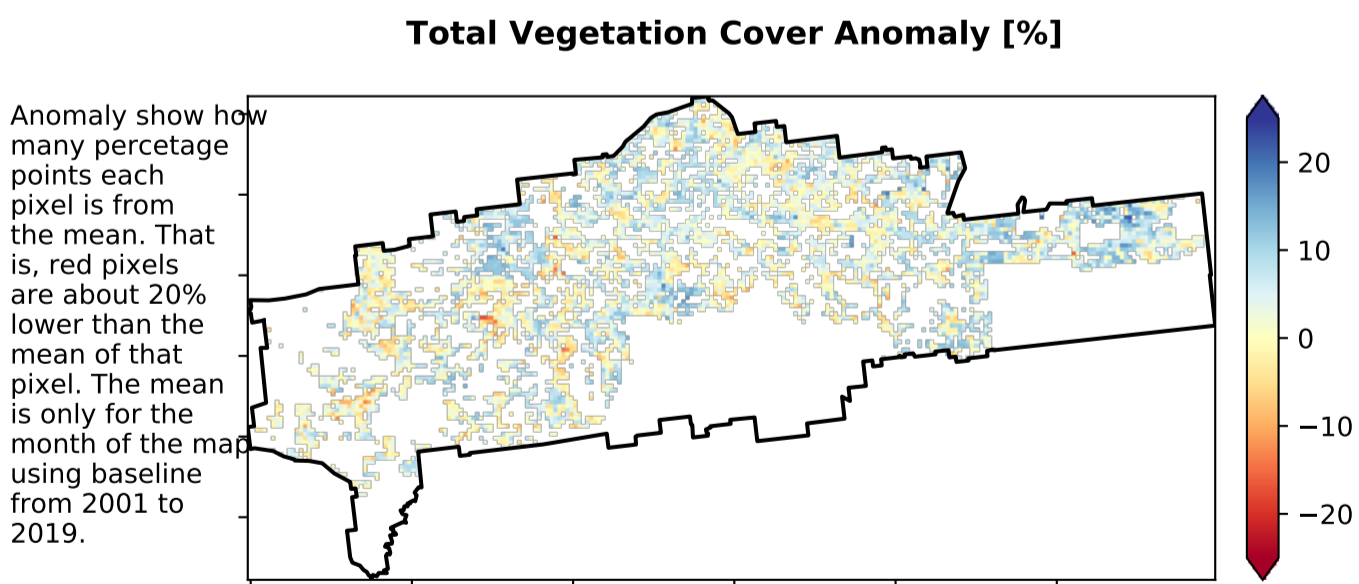 Total Vegetation Cover Anomaly [%]
Anomaly show how
many percetage
points each
pixel is from
the mean. That
is, red pixels
are about 20%
lower than the
mean of that
pixel. The mean
is only for the
month of the map
using baseline
from 2001 to
2019.
20
10
0
−10
−20